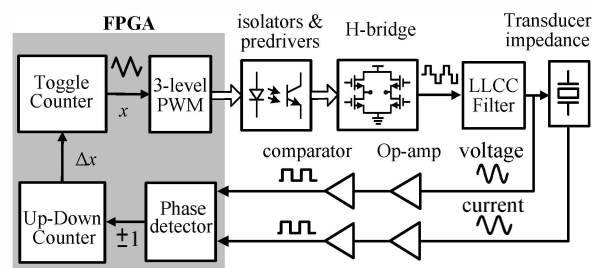 FPGA
Toggle
Counter
x
3-level
PWM
isolators &
predrivers
H-bridge
LLCC
Filter
Transducer
impedance
Δx
Up-Down
Counter
±1
Phase
detector
comparator
Op-amp
voltage
current